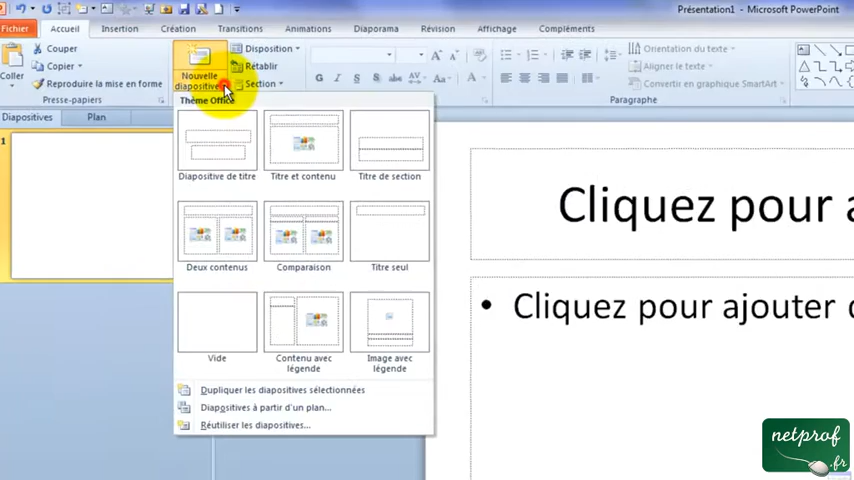 Présentation1 - Microsoft PowerPoint
Fichier Accueil Insertion Création Transitions Animations Diaporama Révision Affichage Compléments
Coller
Couper
Copier
Reproduire la mise en forme
Presse-papiers
Nouvelle
diapositive
Disposition
Rétablir
Section
G I S S abc AV Aa A
Orientation du texte
Aligner le texte
Convertir en graphique SmartArt
Paragraphe
Diapositives Plan
1
Thème Office
Diapositive de titre Titre et contenu Titre de section
Deux contenus Comparaison Titre seul
Vide Contenu avec
légende Image avec
légende
Dupliquer les diapositives sélectionnées
Diapositives à partir d'un plan...
Réutiliser les diapositives...
Cliquez pour a
• Cliquez pour ajouter d
netprof
.fr